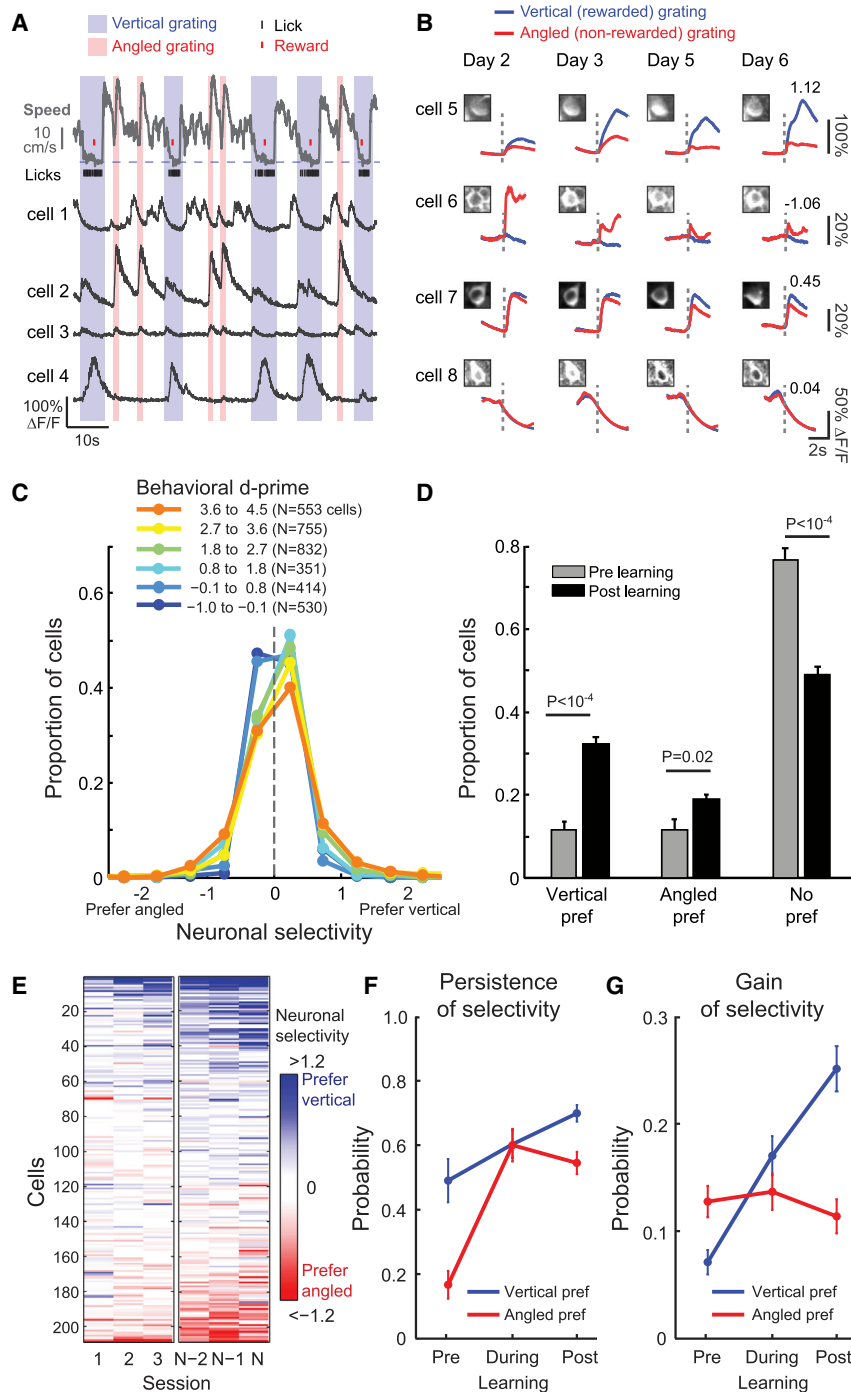 A
Vertical grating
Angled grating
Lick
Reward
Speed
10
cm/s
Licks
cell 1
cell 2
cell 3
cell 4
100%
ΔF/F
10s
B
Vertical (rewarded) grating
Angled (non-rewarded) grating
Day 2 Day 3 Day 5 Day 6
cell 5
1.12
100%
cell 6
-1.06
20%
cell 7
0.45
20%
cell 8
0.04
50% ΔF/F
2s
C
Behavioral d-prime
3.6 to 4.5 (N=553 cells)
2.7 to 3.6 (N=755)
1.8 to 2.7 (N=832)
0.8 to 1.8 (N=351)
−0.1 to 0.8 (N=414)
−1.0 to −0.1 (N=530)
Proportion of cells
0.6
0.4
0.2
0
-2 -1 0 1 2
Prefer angled
Prefer vertical
Neuronal selectivity
D
P<10-4
Pre learning
Post learning
P<10-4
P=0.02
Proportion of cells
0.8
0.6
0.4
0.2
0
Vertical
pref
Angled
pref
No
pref
E
Cells
20
40
60
80
100
120
140
160
180
200
1 2 3 N−2 N−1 N
Session
Neuronal
selectivity
>1.2
Prefer
vertical
0
Prefer
angled
<−1.2
F
Persistence
of selectivity
Probability
1.0
0.8
0.6
0.4
0.2
0
Vertical pref
Angled pref
Pre During Post
Learning
G
Gain
of selectivity
Probability
0.3
0.2
0.1
0
Vertical pref
Angled pref
Pre During Post
Learning